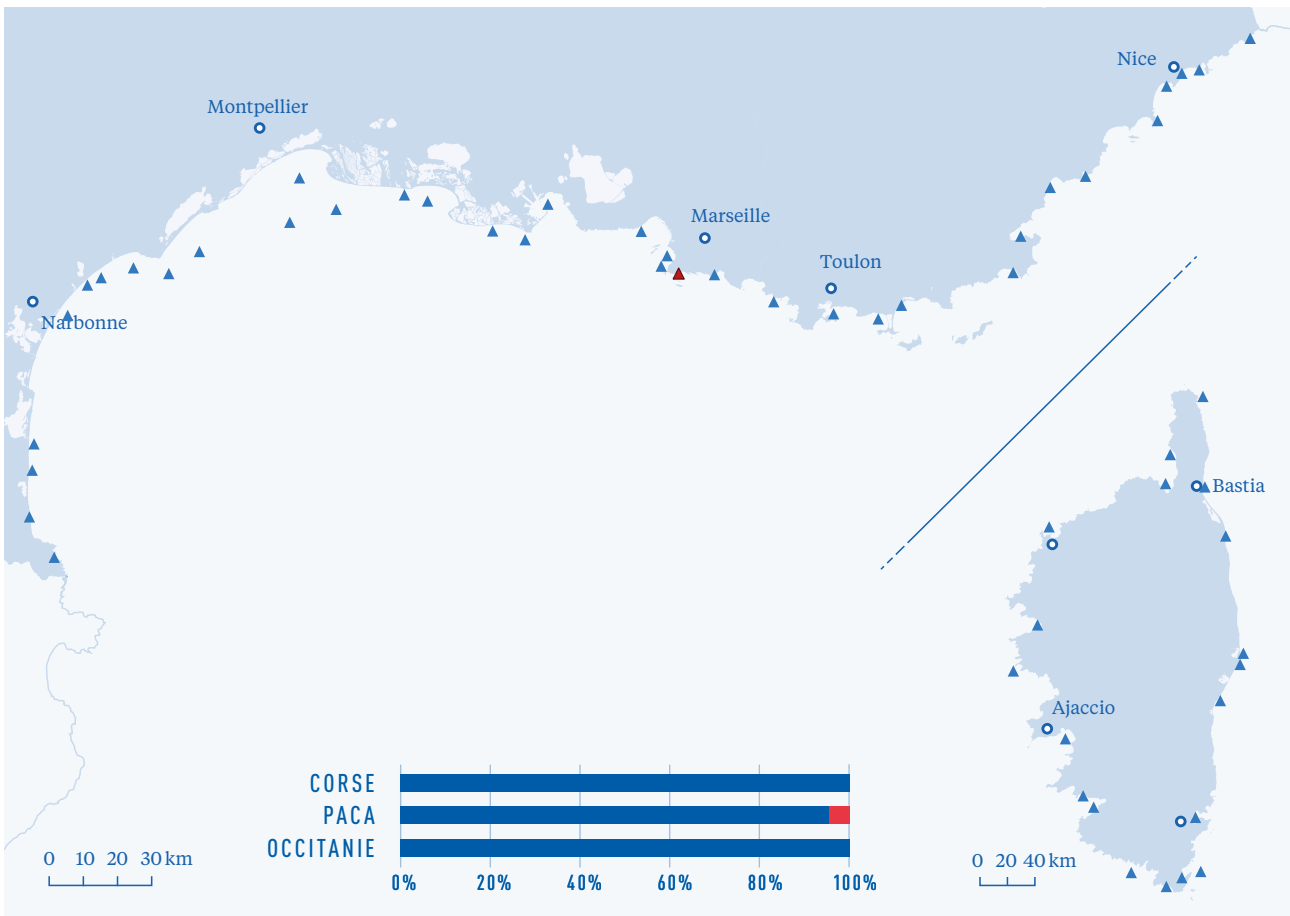 Nice
Montpellier
Marseille
Toulon
Narbonne
Bastia
Ajaccio
CORSE
PACA
OCCITANIE
0% 20% 40% 60% 80% 100%
0 10 20 30 km
0 20 40 km